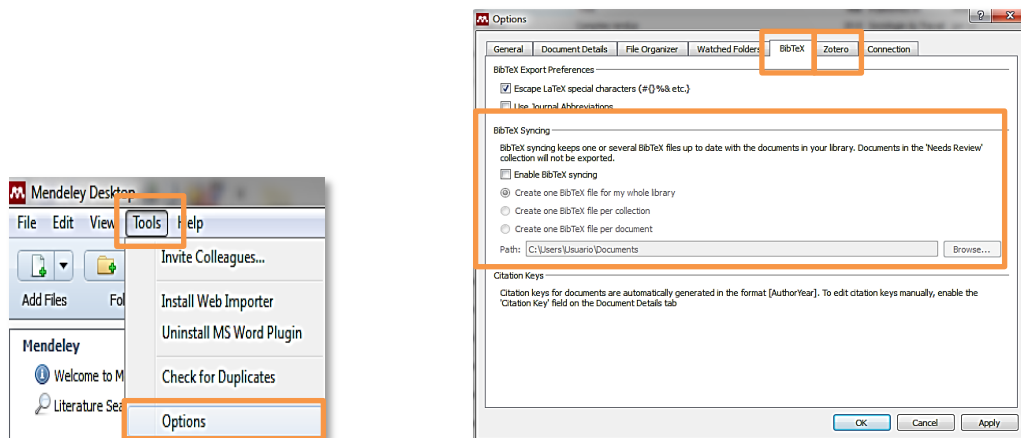 Mendeley Desktop
File Edit View Tools Help
Invite Colleagues...
Add Files Fol
Install Web Importer
Uninstall MS Word Plugin
Mendeley
Welcome to M
Check for Duplicates
Literature Sea
Options
Options
General Document Details File Organizer Watched Folders BibTeX Zotero Connection
BibTeX Export Preferences
Escape LaTeX special characters (#{}%& etc.)
Use Journal Abbreviations
BibTeX Syncing
BibTeX syncing keeps one or several BibTeX files up to date with the documents in your library. Documents in the 'Needs Review'
collection will not be exported.
Enable BibTeX syncing
Create one BibTeX file for my whole library
Create one BibTeX file per collection
Create one BibTeX file per document
Path: C:\Users\Usuario\Documents Browse...
Citation Keys
Citation keys for documents are automatically generated in the format [AuthorYear]. To edit citation keys manually, enable the
'Citation Key' field on the Document Details tab
OK Cancel Apply